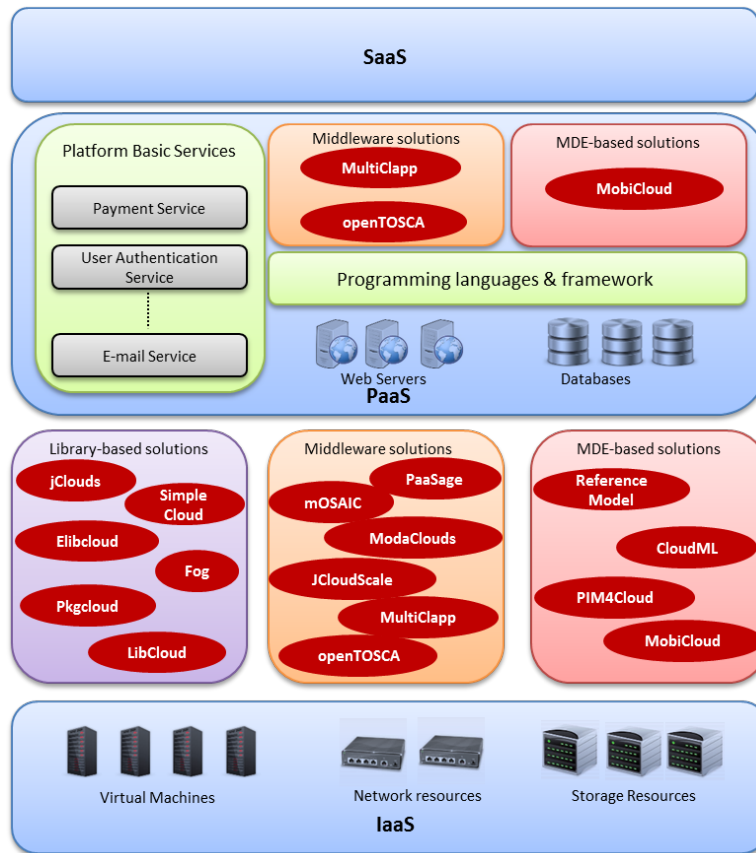 SaaS
Platform Basic Services
Payment Service
User Authentication
Service
E-mail Service
Middleware solutions
MultiClapp
openTOSCA
MDE-based solutions
MobiCloud
Programming languages & framework
Web Servers
Databases
PaaS
Library-based solutions
jClouds
Simple
Cloud
Elibcloud
Fog
Pkgcloud
LibCloud
Middleware solutions
PaaSage
mOSAIC
ModaClouds
JCloudScale
MultiClapp
openTOSCA
MDE-based solutions
Reference
Model
CloudML
PIM4Cloud
MobiCloud
Virtual Machines
Network resources
Storage Resources
IaaS